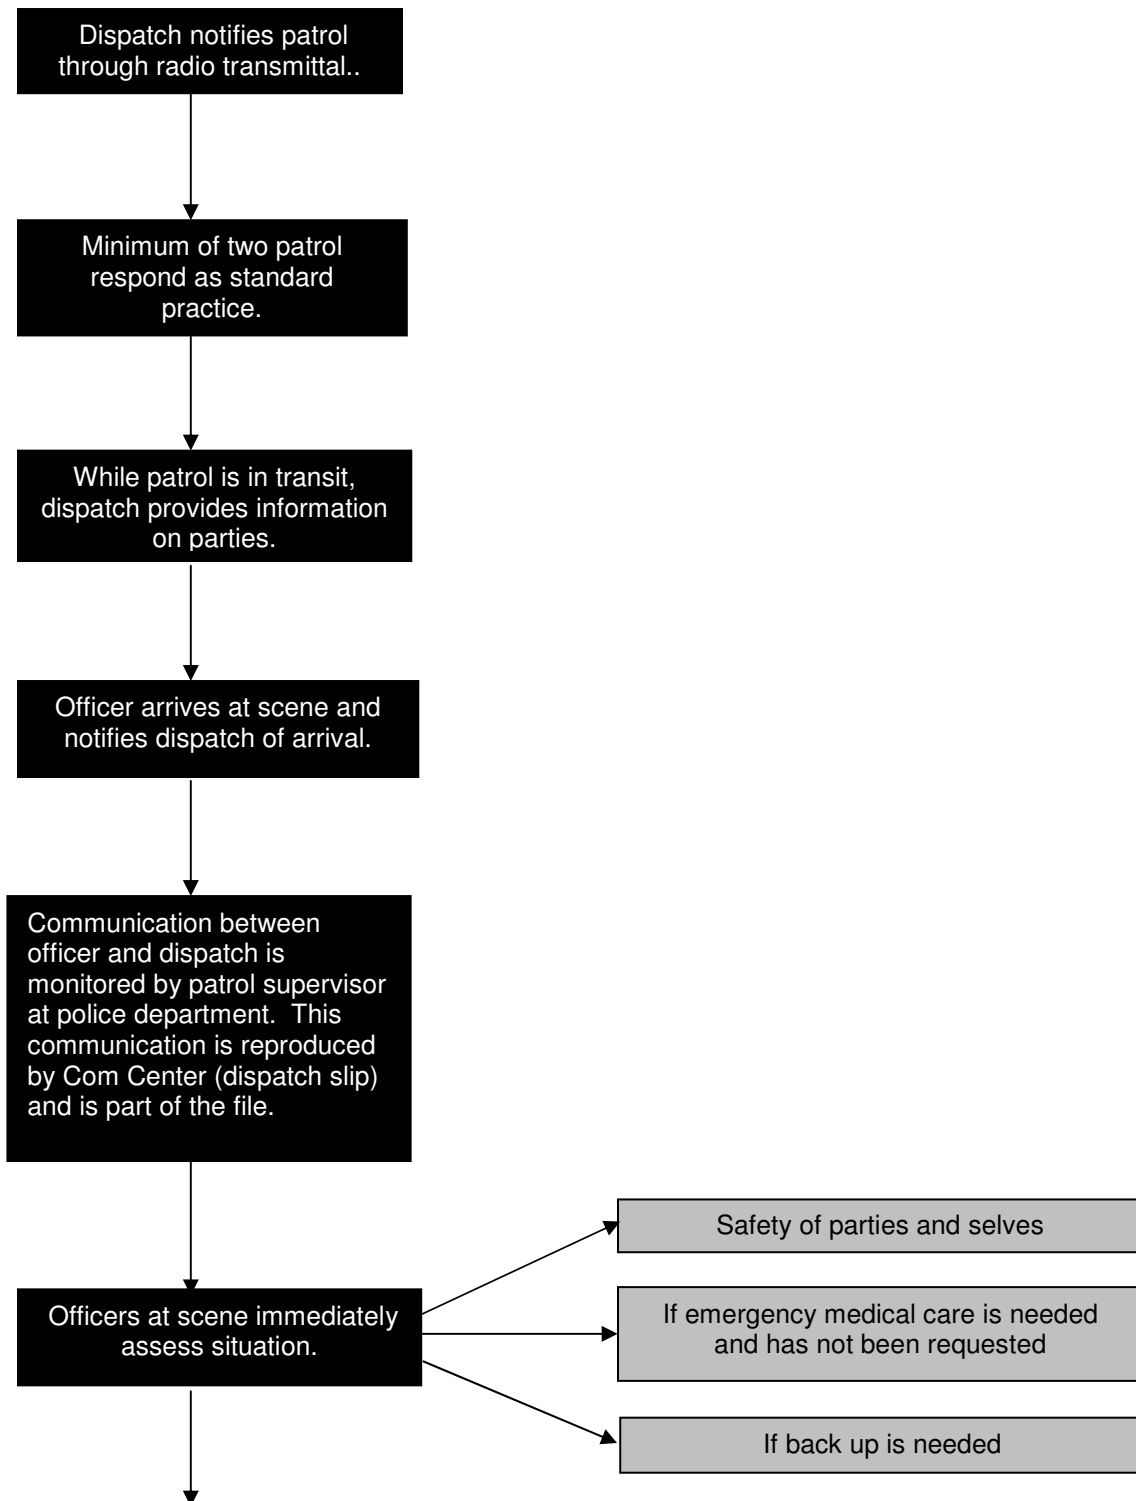 Dispatch notifies patrol
through radio transmittal..
Minimum of two patrol
respond as standard
practice.
While patrol is in transit,
dispatch provides information
on parties.
Officer arrives at scene and
notifies dispatch of arrival.
Communication between
officer and dispatch is
monitored by patrol supervisor
at police department.  This
communication is reproduced
by Com Center (dispatch slip)
and is part of the file.
Officers at scene immediately
assess situation.
Safety of parties and selves
If emergency medical care is needed
and has not been requested
If back up is needed